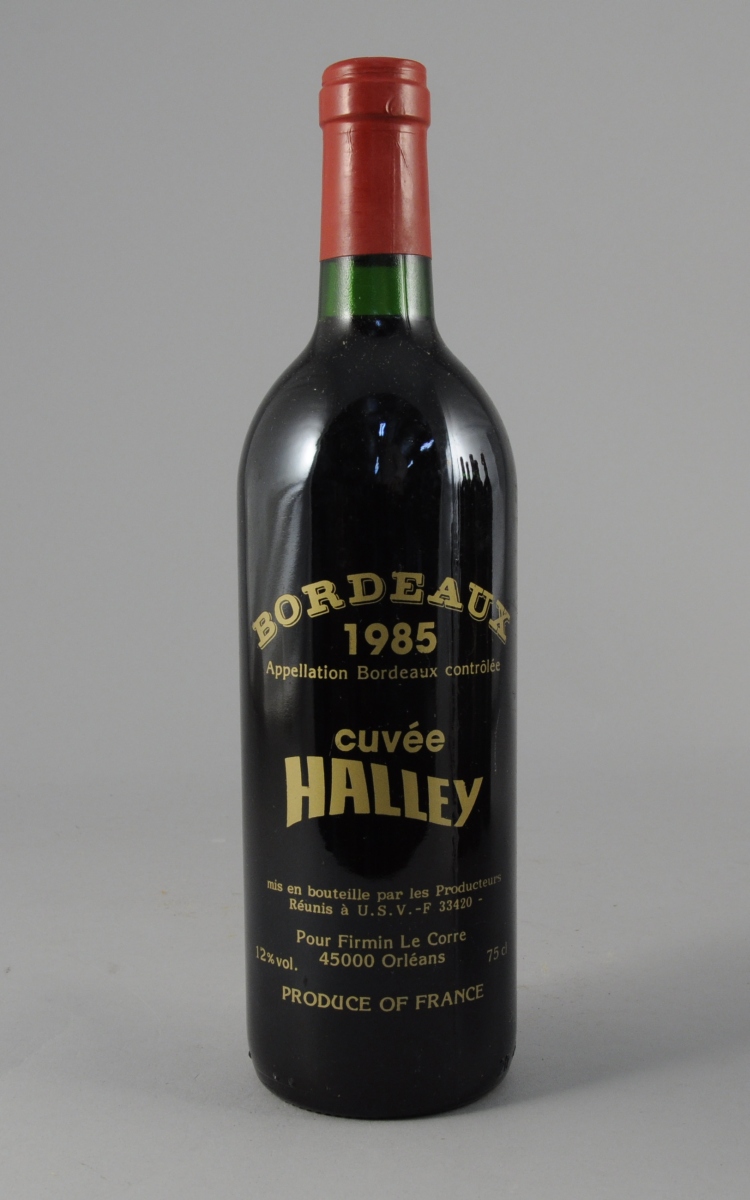 BORDEAUX
1985
Appellation Bordeaux contrôlée
cuvée
HALLEY
mis en bouteille par les Producteurs
Réunis à U.S.V.-F 33420 -
Pour Firmin Le Corre
12% vol. 45000 Orléans 75 cl
PRODUCE OF FRANCE